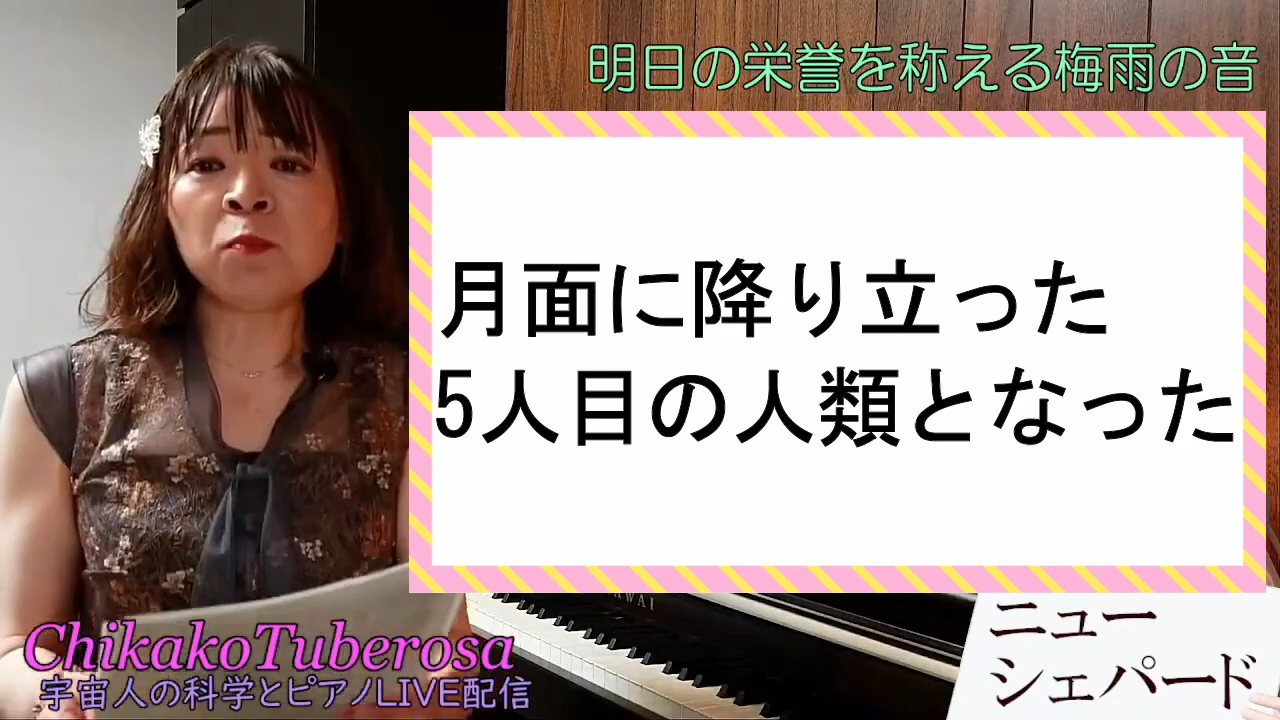 明日の栄誉を称える梅雨の音
月面に降り立った
5人目の人類となった
WAI
ニュー
シェパード
ChikakoTuberosa
宇宙人の科学とピアノLIVE配信